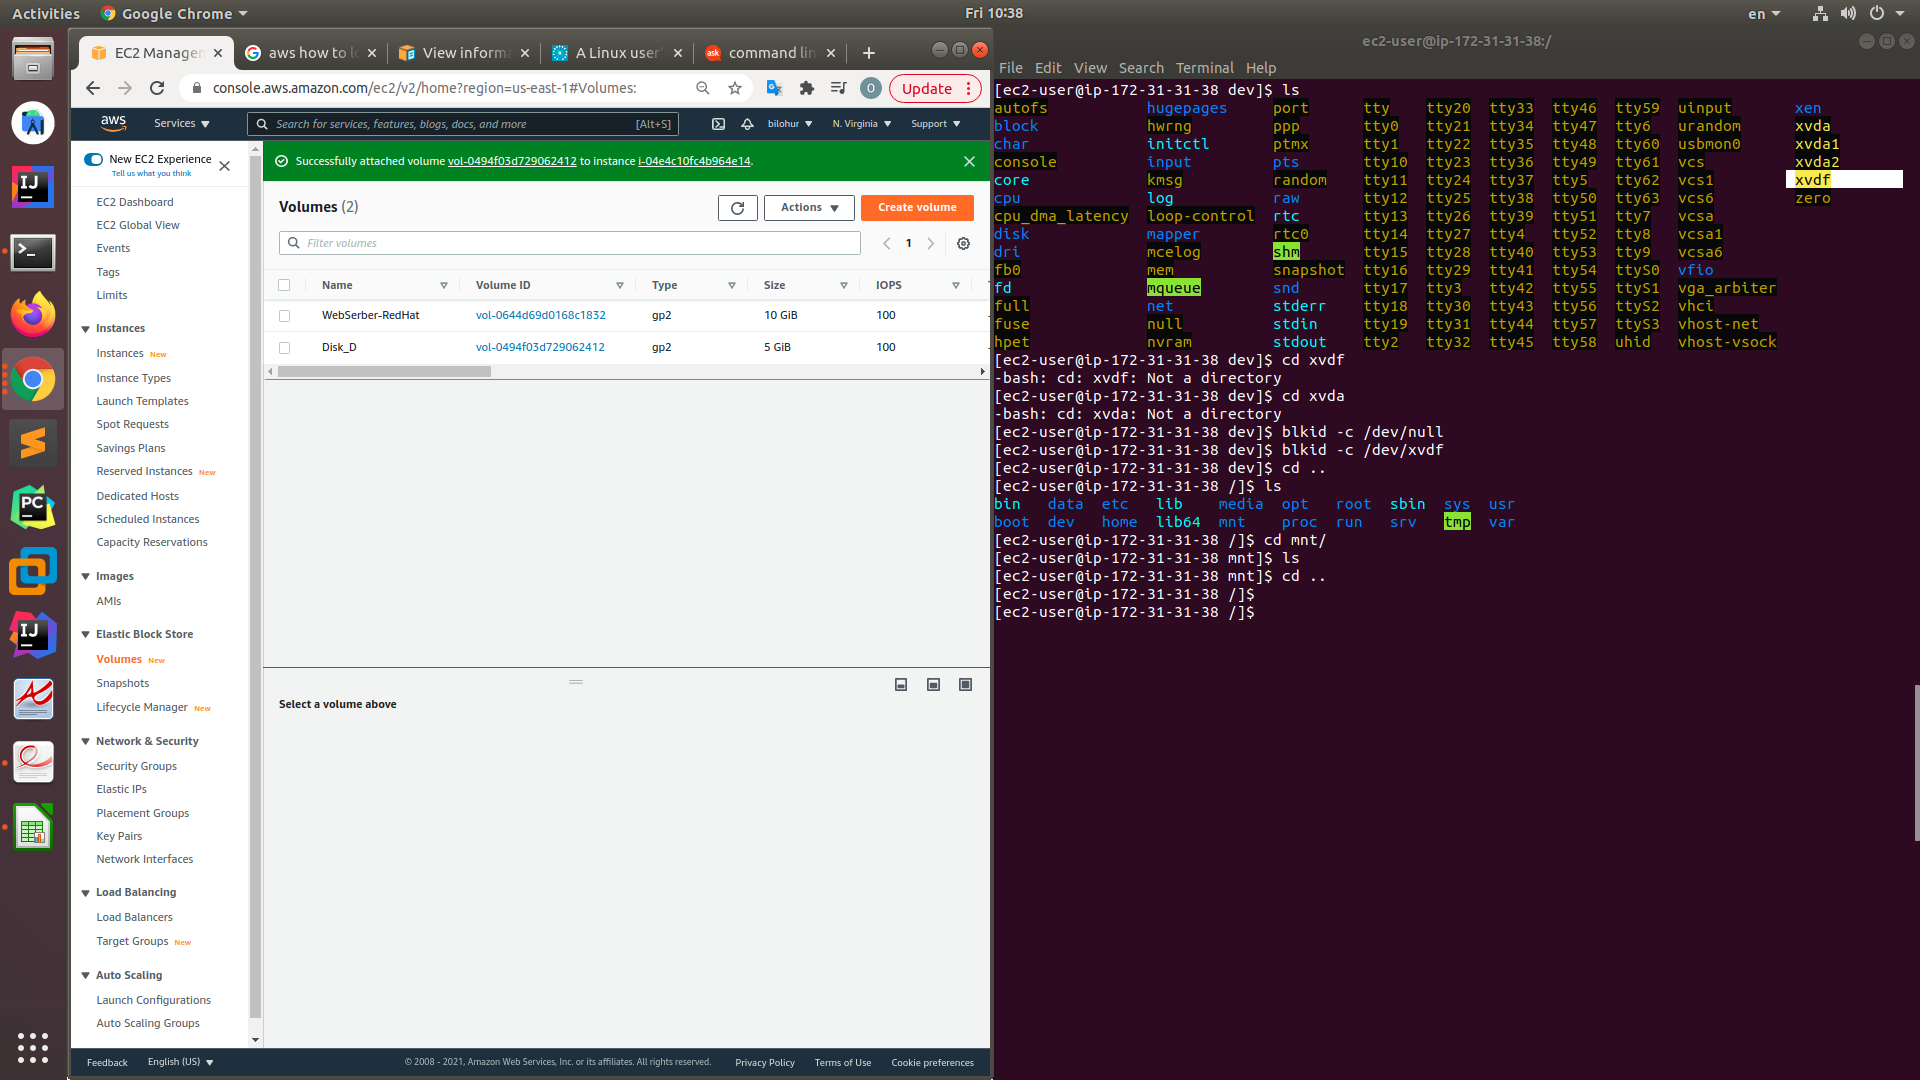 Activities
Google Chrome
Fri 10:38
en
EC2 Managem
aws how to lo
View informa
A Linux user'
command lin
console.aws.amazon.com/ec2/v2/home?region=us-east-1#Volumes:
O
Update
aws
Services
Search for services, features, blogs, docs, and more
[Alt+S]
bilohur
N. Virginia
Support
New EC2 Experience
Tell us what you think
EC2 Dashboard
EC2 Global View
Events
Tags
Limits
Instances
Instances New
Instance Types
Launch Templates
Spot Requests
Savings Plans
Reserved Instances New
Dedicated Hosts
Scheduled Instances
Capacity Reservations
Images
AMIs
Elastic Block Store
Volumes New
Snapshots
Lifecycle Manager New
Network & Security
Security Groups
Elastic IPs
Placement Groups
Key Pairs
Network Interfaces
Load Balancing
Load Balancers
Target Groups New
Auto Scaling
Launch Configurations
Auto Scaling Groups
Successfully attached volume vol-0494f03d729062412 to instance i-04e4c10fc4b964e14.
Volumes (2)
Actions
Create volume
Filter volumes
1
Name Volume ID Type Size IOPS
WebSerber-RedHat vol-0644d69d0168c1832 gp2 10 GiB 100
Disk_D vol-0494f03d729062412 gp2 5 GiB 100
Select a volume above
Feedback
English (US)
© 2008 - 2021, Amazon Web Services, Inc. or its affiliates. All rights reserved.
Privacy Policy
Terms of Use
Cookie preferences
ec2-user@ip-172-31-31-38:/
File Edit View Search Terminal Help
[ec2-user@ip-172-31-31-38 dev]$ ls
autofs hugepages port tty tty20 tty33 tty46 tty59 uinput xen
block hwrng ppp tty0 tty21 tty34 tty47 tty6 urandom xvda
char initctl ptmx tty1 tty22 tty35 tty48 tty60 usbmon0 xvda1
console input pts tty10 tty23 tty36 tty49 tty61 vcs xvda2
core kmsg random tty11 tty24 tty37 tty5 tty62 vcs1 xvdf
cpu log raw tty12 tty25 tty38 tty50 tty63 vcs6 zero
cpu_dma_latency loop-control rtc tty13 tty26 tty39 tty51 tty7 vcsa
disk mapper rtc0 tty14 tty27 tty4 tty52 tty8 vcsa1
dri mcelog shm tty15 tty28 tty40 tty53 tty9 vcsa6
fb0 mem snapshot tty16 tty29 tty41 tty54 ttyS0 vfio
fd mqueue snd tty17 tty3 tty42 tty55 ttyS1 vga_arbiter
full net stderr tty18 tty30 tty43 tty56 ttyS2 vhci
fuse null stdin tty19 tty31 tty44 tty57 ttyS3 vhost-net
hpet nvram stdout tty2 tty32 tty45 tty58 uhid vhost-vsock
[ec2-user@ip-172-31-31-38 dev]$ cd xvdf
-bash: cd: xvdf: Not a directory
[ec2-user@ip-172-31-31-38 dev]$ cd xvda
-bash: cd: xvda: Not a directory
[ec2-user@ip-172-31-31-38 dev]$ blkid -c /dev/null
[ec2-user@ip-172-31-31-38 dev]$ blkid -c /dev/xvdf
[ec2-user@ip-172-31-31-38 dev]$ cd ..
[ec2-user@ip-172-31-31-38 /]$ ls
bin data etc lib media opt root sbin sys usr
boot dev home lib64 mnt proc run srv tmp var
[ec2-user@ip-172-31-31-38 /]$ cd mnt/
[ec2-user@ip-172-31-31-38 mnt]$ ls
[ec2-user@ip-172-31-31-38 mnt]$ cd ..
[ec2-user@ip-172-31-31-38 /]$
[ec2-user@ip-172-31-31-38 /]$